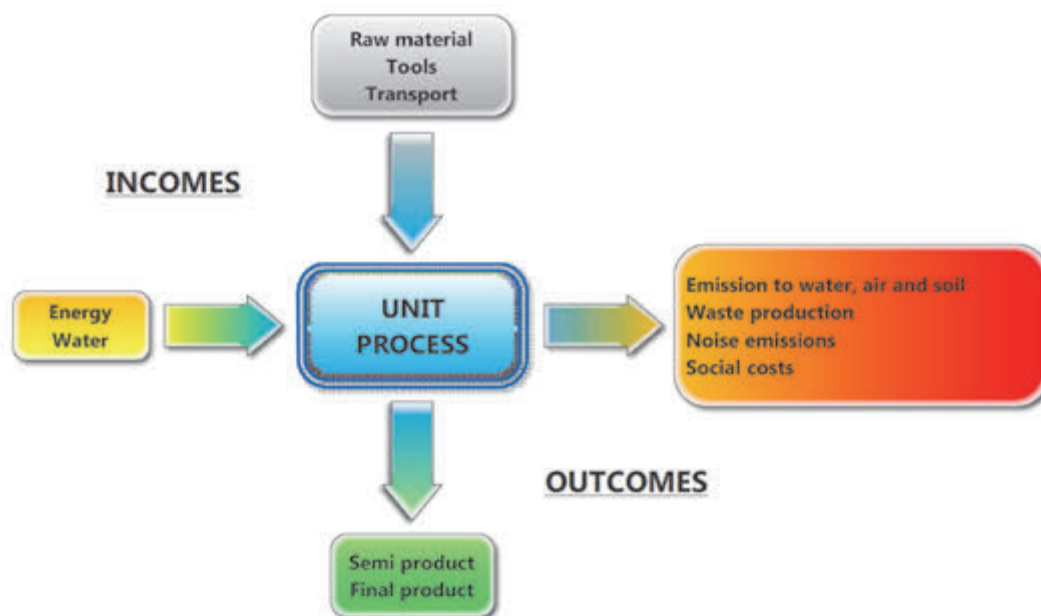 Raw material
Tools
Transport
INCOMES
Energy
Water
UNIT
PROCESS
Emission to water, air and soil
Waste production
Noise emissions
Social costs
OUTCOMES
Semi product
Final product